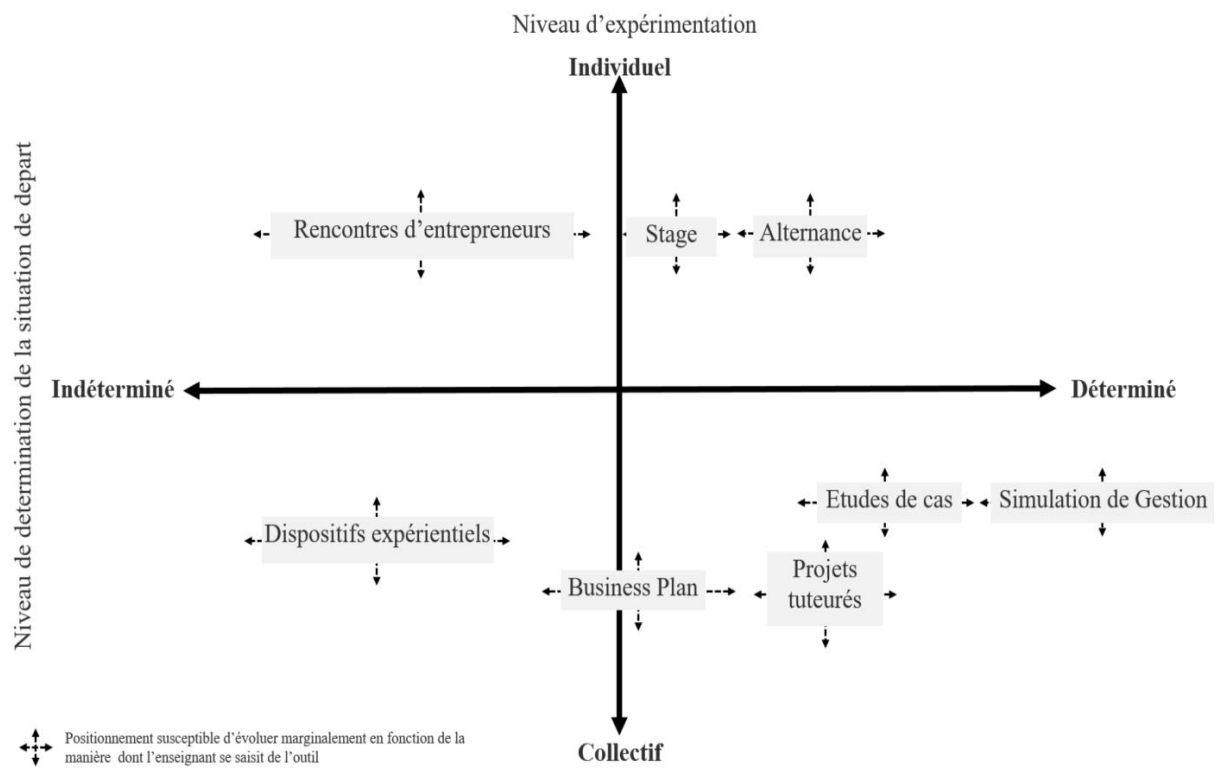 Niveau d’expérimentation
Individuel
Niveau de determination de la situation de depart
Rencontres d’entrepreneurs
Stage
Alternance
Indéterminé
Déterminé
Etudes de cas
Simulation de Gestion
Dispositifs expérientiels
Business Plan
Projets
tuteurés
Positionnement susceptible d’évoluer marginalement en fonction de la
manière dont l’enseignant se saisit de l’outil
Collectif